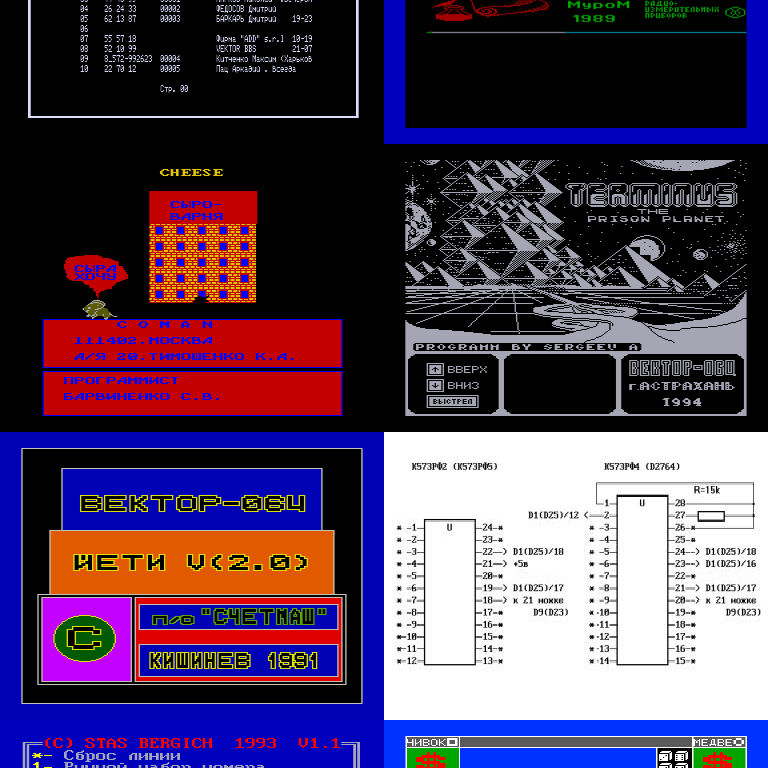 04 26 24 33 00002 ФЕДОСОВ Дмитрий
05 62 13 87 00003 БАРКАРЬ Дмитрий 19-23
06
07 55 57 18 Фирма "ADD" s.r.l 10-19
08 52 10 99 VEKTOR BBS 21-07
09 8.572-992623 00004 Китченко Максим (Харьков
10 22 70 12 00005 Пац Аркадий . Всегда
Стр. 00
МуроМ
1989
РАДИО-
ИЗМЕРИТЕЛЬНЫХ
ПРИБОРОВ
CHEESE
СЫРО-
ВАРНЯ
СЫРА
ХОЧУ
C O M A N
111402.МОСКВА
А/Я 20.ТИМОШЕНКО К.А.
ПРОГРАММИСТ
БАРВИНЕНКО С.В.
TERMINUS
THE
PRISON PLANET
PROGRAMM BY SERGEEV A
ВВЕРХ
ВНИЗ
ВЫСТРЕЛ
ВЕКТОР-06Ц
г.АСТРАХАНЬ
1994
ВЕКТОР-06Ц
ЙЕТИ V(2.0)
п/о "СЧЕТМАШ"
С
КИШИНЕВ 1991
К573РФ2 (К573РФ5) К573РФ4 (D2764)
R=15k
U U
D1(D25)/12
* -1 24-*
-2 23-*
-3 22 D1(D25)/18
-4 21 +5в
-5 20-*
-6 19 D1(D25)/17
-7 18 к 21 ножке
D9(D23)
-8 17-*
-9 16-*
-10 15-*
-11 14-*
-12 13-*
1 28
2 27
* -3 26-*
* -4 25-*
* -5 24 D1(D25)/18
* -6 23 D1(D25)/16
* -7 22-*
* -8 21 D1(D25)/17
* -9 20 к 21 ножке
D9(D23)
* -10 19-*
* -11 18-*
* -12 17-*
* -13 16-*
* -14 15-*
(C) STAS BERGICH 1993 V1.1
*- Сброс линии
1- Ручной набор номера
ЧИВОК
МЕДВЕ